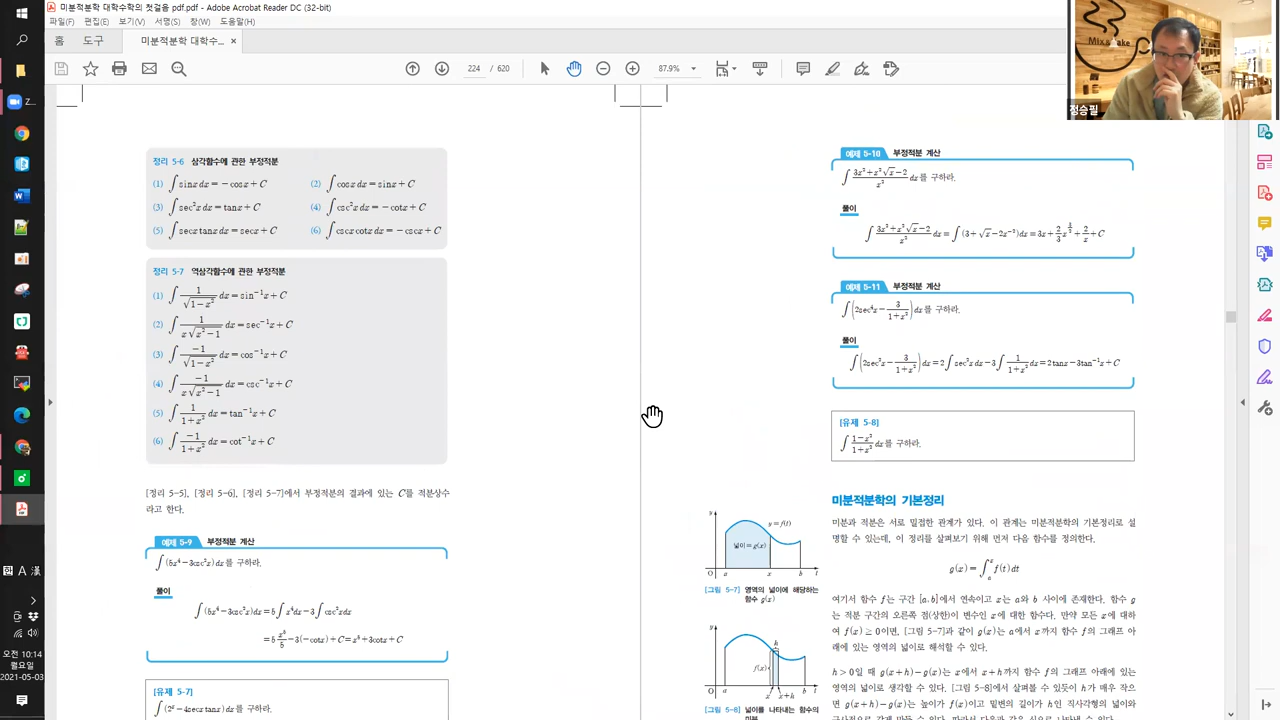 미분적분학 대학수학의 첫걸음 pdf.pdf - Adobe Acrobat Reader DC (32-bit)
파일(F) 편집(E) 보기(V) 서명(S) 창(W) 도움말(H)
홈 도구 미분적분학 대학수... ×
224 / 620 87.9%
Mix&
정승필
정리 5-6 삼각함수에 관한 부정적분
(1) ∫ sinx dx = −cosx + C (2) ∫ cosx dx = sinx + C
(3) ∫ sec²x dx = tanx + C (4) ∫ csc²x dx = −cotx + C
(5) ∫ secx tanx dx = secx + C (6) ∫ cscx cotx dx = −cscx + C
정리 5-7 역삼각함수에 관한 부정적분
(1) ∫ 1/√(1−x²) dx = sin⁻¹x + C
(2) ∫ 1/(x√(x²−1)) dx = sec⁻¹x + C
(3) ∫ −1/√(1−x²) dx = cos⁻¹x + C
(4) ∫ −1/(x√(x²−1)) dx = csc⁻¹x + C
(5) ∫ 1/(1+x²) dx = tan⁻¹x + C
(6) ∫ −1/(1+x²) dx = cot⁻¹x + C
[정리 5-5], [정리 5-6], [정리 5-7]에서 부정적분의 결과에 있는 C를 적분상수
라고 한다.
예제 5-9 부정적분 계산
∫ (5x⁴−3csc²x)dx를 구하라.
풀이
∫ (5x⁴−3csc²x)dx = 5∫ x⁴dx − 3∫ csc²xdx
= 5 x⁵/5 − 3(−cotx) + C = x⁵ + 3cotx + C
[유제 5-7]
∫ (2ˣ−4secx tanx)dx를 구하라.
예제 5-10 부정적분 계산
dx를 구하라.
풀이
dx = ∫ (3+√x−2x⁻²)dx = 3x + 2/3 x^(3/2) + 2/x + C
예제 5-11 부정적분 계산
∫ (2sec²x − 3/(1+x²)) dx를 구하라.
풀이
∫ (2sec²x − 3/(1+x²)) dx = 2∫ sec²x dx − 3∫ 1/(1+x²) dx = 2tanx − 3tan⁻¹x + C
[유제 5-8]
∫ (1−x²)/(1+x²) dx를 구하라.
미분적분학의 기본정리
미분과 적분은 서로 밀접한 관계가 있다. 이 관계는 미분적분학의 기본정리로 설
명할 수 있는데, 이 정리를 살펴보기 위해 먼저 다음 함수를 정의한다.
g(x) = ∫ₐˣ f(t)dt
여기서 함수 f는 구간 [a, b]에서 연속이고 x는 a와 b 사이에 존재한다. 함수 g
는 적분 구간의 오른쪽 점(상한)이 변수인 x에 대한 함수다. 만약 모든 x에 대하
여 f(x) ≥ 0이면, [그림 5-7]과 같이 g(x)는 a에서 x까지 함수 f의 그래프 아
래에 있는 영역의 넓이로 해석할 수 있다.
h > 0일 때 g(x+h)−g(x)는 x에서 x+h까지 함수 f의 그래프 아래에 있는
영역의 넓이로 생각할 수 있다. [그림 5-8]에서 살펴볼 수 있듯이 h가 매우 작으
면 g(x+h)−g(x)는 높이가 f(x)이고 밑변의 길이가 h인 직사각형의 넓이와
y
y=f(t)
넓이=g(x)
O a x b t
[그림 5-7] 영역의 넓이에 해당하는
함수 g(x)
y
h
f(x)
O a x x+h b t
[그림 5-8] 넓이를 나타내는 함수의
Z...
A 漢
오전 10:14
월요일
2021-05-03